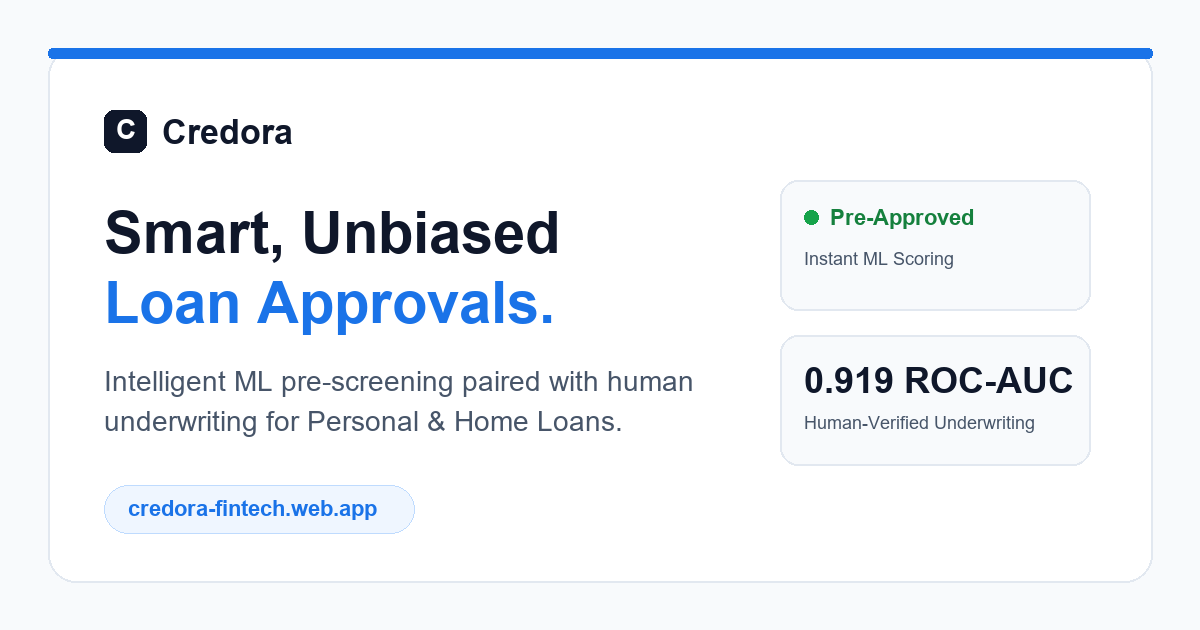 C Credora
Smart, Unbiased
Loan Approvals.
Intelligent ML pre-screening paired with human
underwriting for Personal & Home Loans.
credora-fintech.web.app
Pre-Approved
Instant ML Scoring
0.919 ROC-AUC
Human-Verified Underwriting